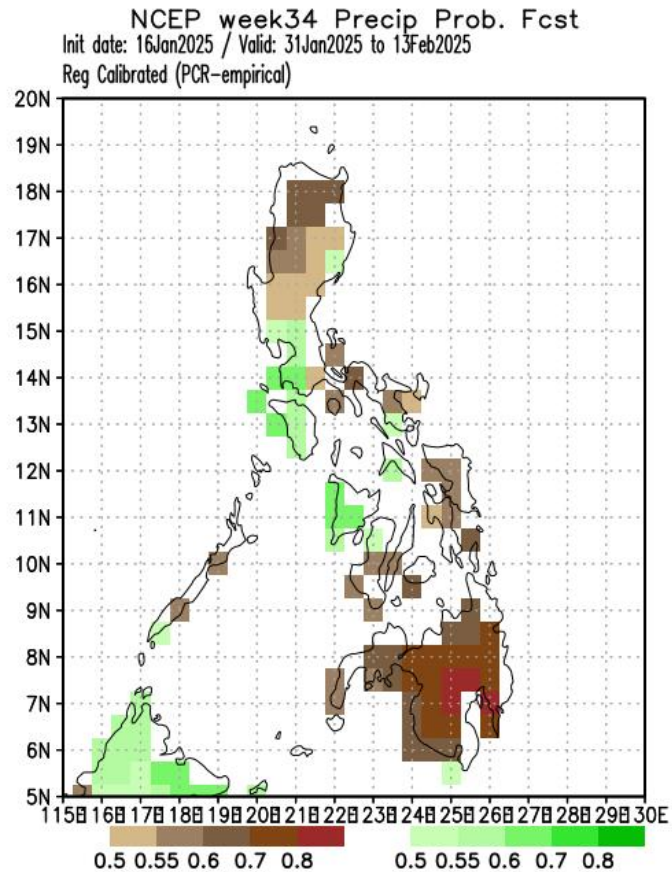 NCEP week34 Precip Prob. Fcst
Init date: 16Jan2025 / Valid: 31Jan2025 to 13Feb2025
Reg Calibrated (PCR-empirical)
20N
19N
18N
17N
16N
15N
14N
13N
12N
11N
10N
9N
8N
7N
6N
5N
115E 116E 117E 118E 119E 120E 121E 122E 123E 124E 125E 126E 127E 128E 129E 130E
0.5 0.55 0.6 0.7 0.8 0.5 0.55 0.6 0.7 0.8